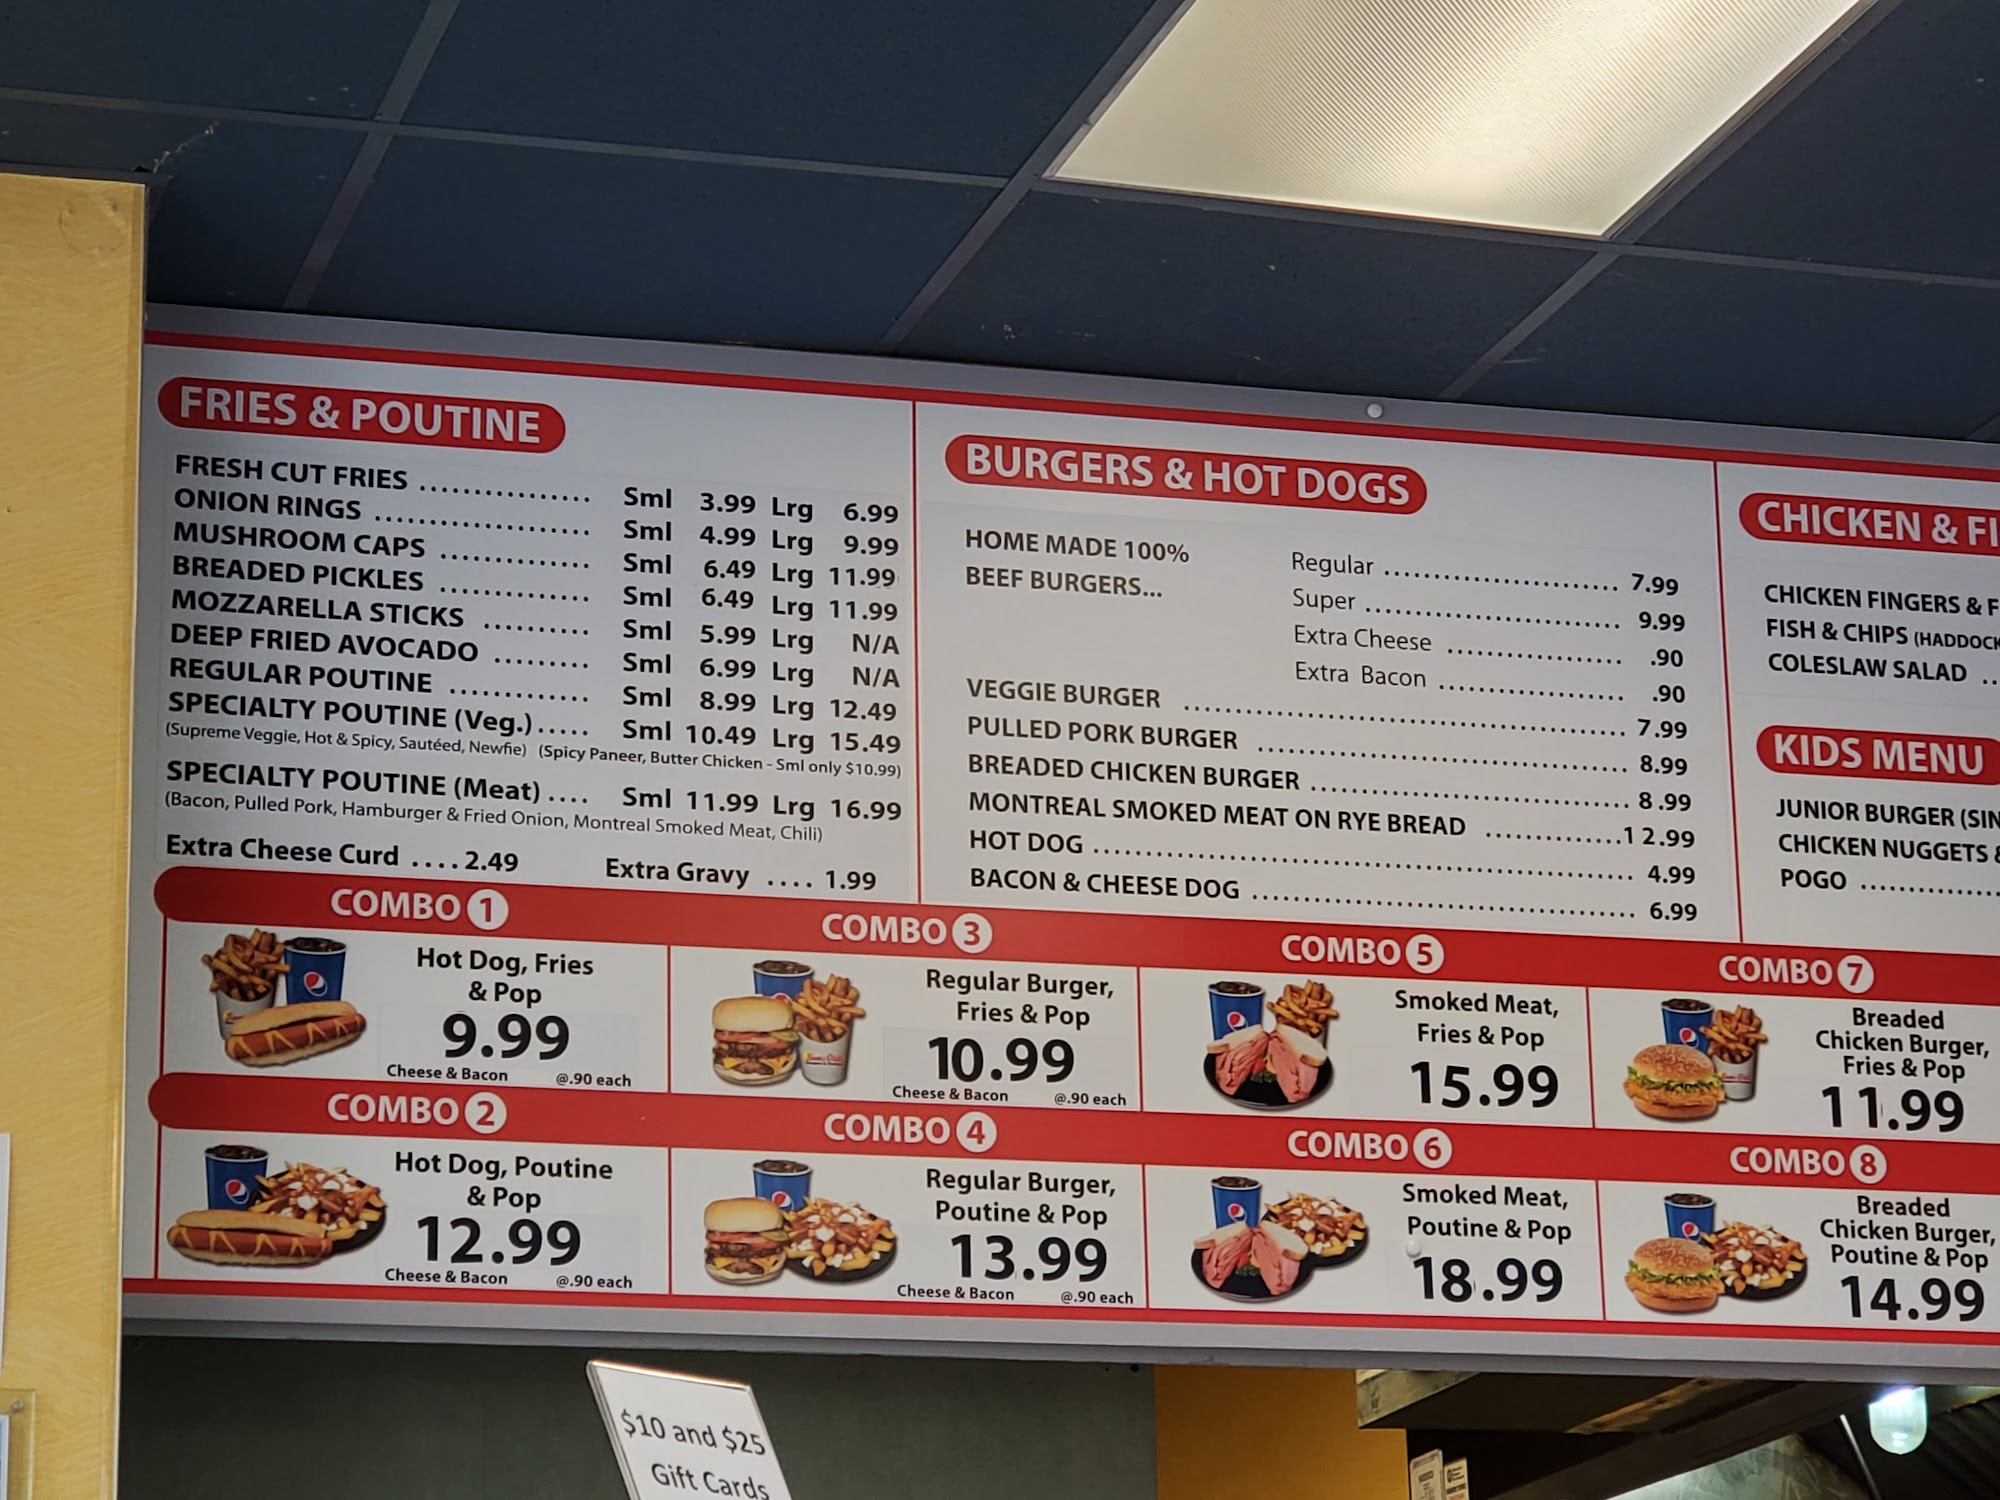 FRIES & POUTINE
FRESH CUT FRIES ................ Sml 3.99 Lrg 6.99
ONION RINGS .................... Sml 4.99 Lrg 9.99
MUSHROOM CAPS .............. Sml 6.49 Lrg 11.99
BREADED PICKLES .............. Sml 6.49 Lrg 11.99
MOZZARELLA STICKS .......... Sml 5.99 Lrg N/A
DEEP FRIED AVOCADO ......... Sml 6.99 Lrg N/A
REGULAR POUTINE ............. Sml 8.99 Lrg 12.49
SPECIALTY POUTINE (Veg.)..... Sml 10.49 Lrg 15.49
(Supreme Veggie, Hot & Spicy, Sautéed, Newfie) (Spicy Paneer, Butter Chicken - Sml only $10.99)
SPECIALTY POUTINE (Meat) .... Sml 11.99 Lrg 16.99
(Bacon, Pulled Pork, Hamburger & Fried Onion, Montreal Smoked Meat, Chili)
Extra Cheese Curd ....2.49 Extra Gravy .... 1.99
BURGERS & HOT DOGS
HOME MADE 100%
BEEF BURGERS...
Regular ........................ 7.99
Super .......................... 9.99
Extra Cheese .................. .90
Extra Bacon ................... .90
VEGGIE BURGER ............................................. 7.99
PULLED PORK BURGER ..................................... 8.99
BREADED CHICKEN BURGER ................................ 8.99
MONTREAL SMOKED MEAT ON RYE BREAD .............12.99
HOT DOG ...................................................... 4.99
BACON & CHEESE DOG ...................................... 6.99
CHICKEN & FI
CHICKEN FINGERS & F
FISH & CHIPS (HADDOCK
COLESLAW SALAD ..
KIDS MENU
JUNIOR BURGER (SIN
CHICKEN NUGGETS &
POGO ..............
COMBO 1
Hot Dog, Fries
& Pop
9.99
Cheese & Bacon @.90 each
COMBO 3
Regular Burger,
Fries & Pop
10.99
Cheese & Bacon @.90 each
COMBO 5
Smoked Meat,
Fries & Pop
15.99
COMBO 7
Breaded
Chicken Burger,
Fries & Pop
11.99
COMBO 2
Hot Dog, Poutine
& Pop
12.99
Cheese & Bacon @.90 each
COMBO 4
Regular Burger,
Poutine & Pop
13.99
Cheese & Bacon @.90 each
COMBO 6
Smoked Meat,
Poutine & Pop
18.99
COMBO 8
Breaded
Chicken Burger,
Poutine & Pop
14.99
$10 and $25
Gift Cards